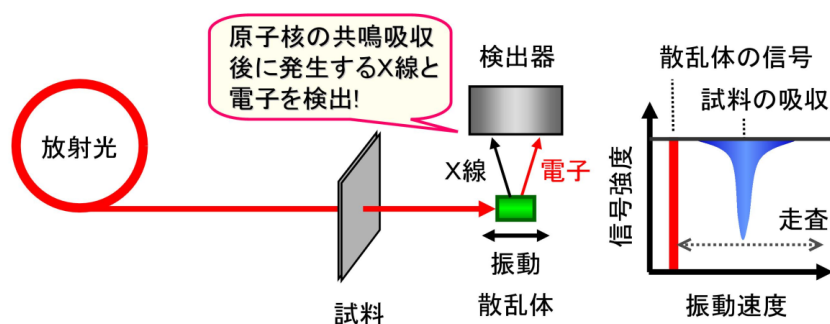 原子核の共鳴吸収
後に発生するX線と
電子を検出!
放射光
検出器
X線
電子
振動
試料
散乱体
散乱体の信号
試料の吸収
信号強度
走査
振動速度